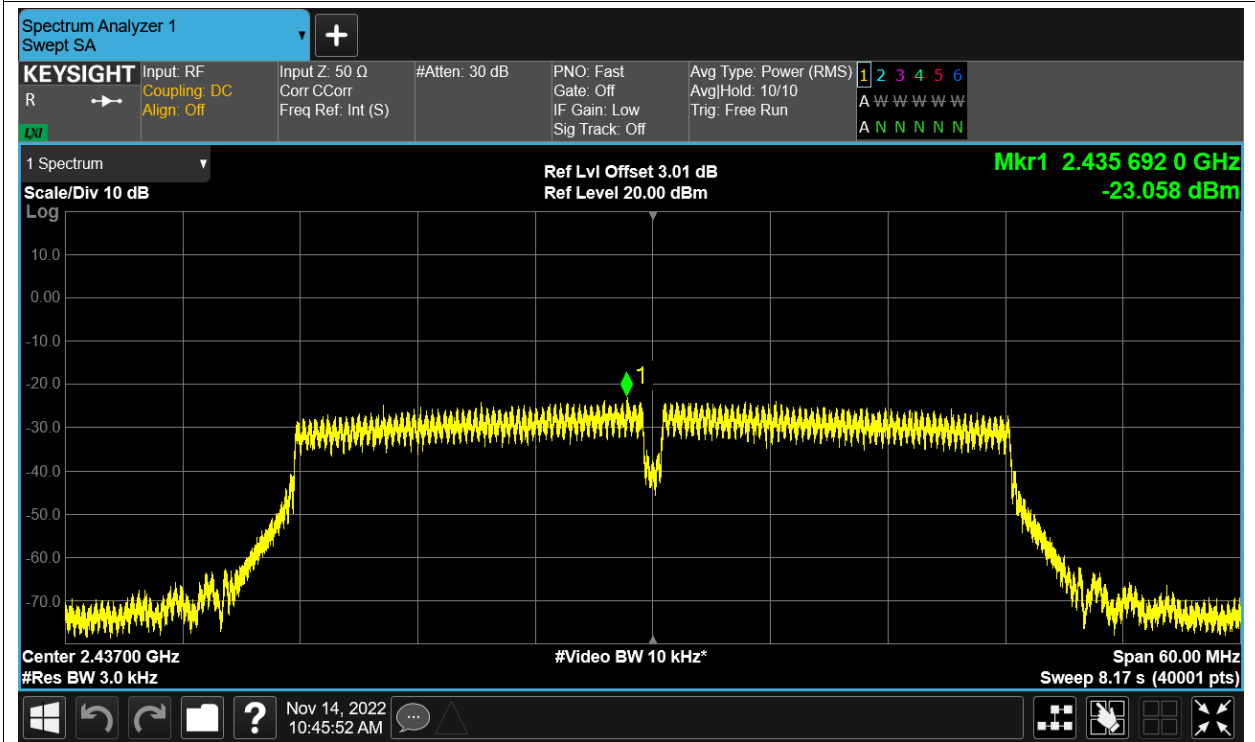 Spectrum Analyzer 1
Swept SA
+
KEYSIGHT
R
LXI
Input: RF
Coupling: DC
Align: Off
Input Z: 50 Ω
Corr CCorr
Freq Ref: Int (S)
#Atten: 30 dB
PNO: Fast
Gate: Off
IF Gain: Low
Sig Track: Off
Avg Type: Power (RMS)
Avg|Hold: 10/10
Trig: Free Run
1 2 3 4 5 6
A W W W W W
A N N N N N
1 Spectrum
Scale/Div 10 dB
Ref Lvl Offset 3.01 dB
Ref Level 20.00 dBm
Mkr1 2.435 692 0 GHz
-23.058 dBm
Log
10.0
0.00
-10.0
-20.0
-30.0
-40.0
-50.0
-60.0
-70.0
1
Center 2.43700 GHz
#Res BW 3.0 kHz
#Video BW 10 kHz*
Span 60.00 MHz
Sweep 8.17 s (40001 pts)
?
Nov 14, 2022
10:45:52 AM